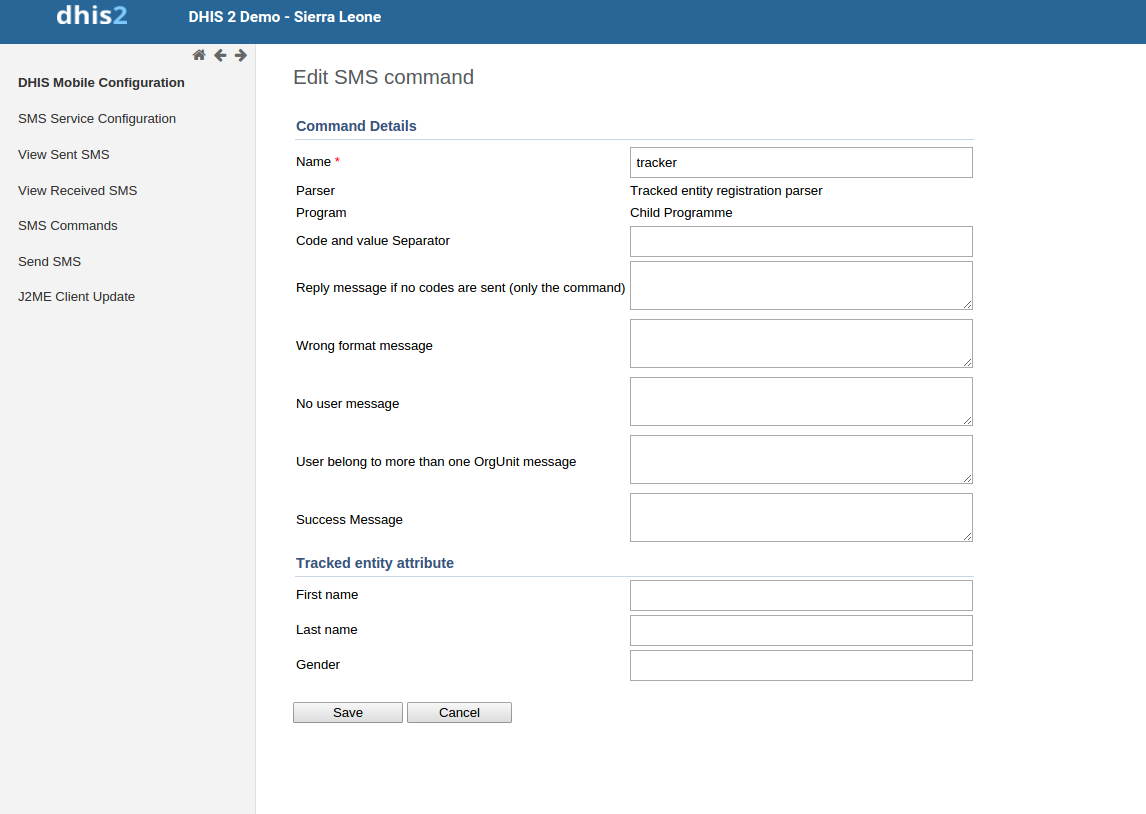 dhis2
DHIS 2 Demo - Sierra Leone
DHIS Mobile Configuration
SMS Service Configuration
View Sent SMS
View Received SMS
SMS Commands
Send SMS
J2ME Client Update
Edit SMS command
Command Details
Name * tracker
Parser Tracked entity registration parser
Program Child Programme
Code and value Separator
Reply message if no codes are sent (only the command)
Wrong format message
No user message
User belong to more than one OrgUnit message
Success Message
Tracked entity attribute
First name
Last name
Gender
Save Cancel